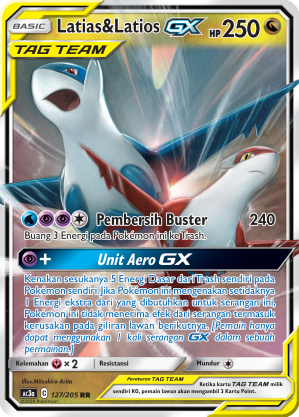 BASIC Latias&Latios GX HP 250
TAG TEAM
Pembersih Buster 240
Buang 3 Energi pada Pokémon ini ke Trash.
+ Unit Aero GX
Kenakan sesukanya 5 Energi Dasar dari Trash sendiri pada
Pokémon sendiri. Jika Pokémon ini mengenakan setidaknya
1 Energi ekstra dari yang dibutuhkan untuk serangan ini,
Pokémon ini tidak menerima efek dari serangan termasuk
kerusakan pada giliran lawan berikutnya. [Pemain hanya
dapat menggunakan 1 kali serangan GX dalam sebuah
permainan.]
Kelemahan ×2 Resistansi Mundur
Illus. Mitsuhiro Arita
Peraturan TAG TEAM
Ketika kartu TAG TEAM milik
sendiri KO, pemain lawan akan mengambil 3 Kartu Point.
C 127/205 RR